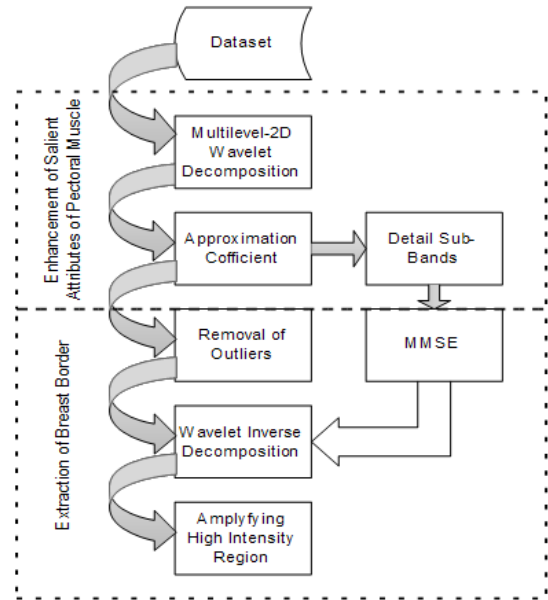 Dataset
Enhancement of Salient
Attributes of Pectoral Muscle
Multilevel-2D
Wavelet
Decomposition
Approximation
Cofficient
Detail Sub-
Bands
Extraction of Breast Border
Removal of
Outliers
MMSE
Wavelet Inverse
Decomposition
Amplyfying
High Intensity
Region